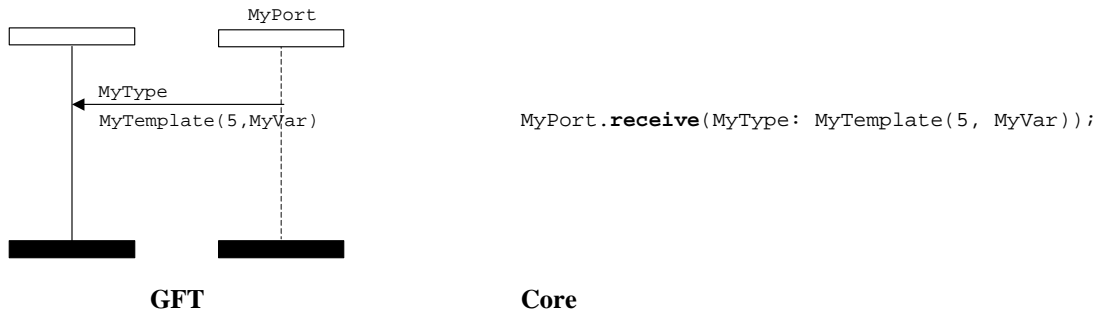 MyPort
MyType
MyTemplate(5,MyVar)
MyPort.receive(MyType: MyTemplate(5, MyVar));
GFT
Core